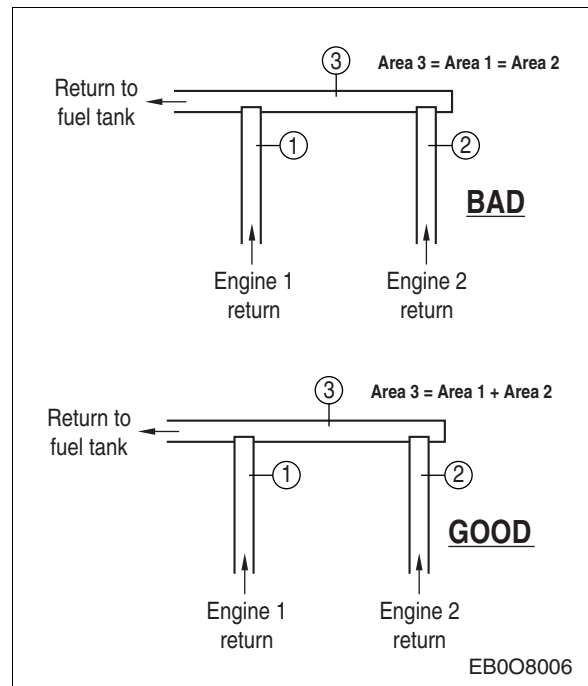 ③ Area 3 = Area 1 = Area 2
Return to
fuel tank
① ②
BAD
Engine 1
return
Engine 2
return
③ Area 3 = Area 1 + Area 2
Return to
fuel tank
① ②
GOOD
Engine 1
return
Engine 2
return
EB0O8006